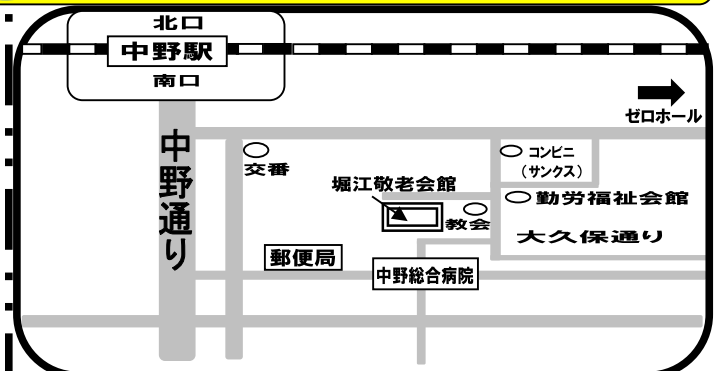 北口
中野駅
南口
ゼロホール
中野通り
交番
コンビニ
(サンクス)
堀江敬老会館
勤労福祉会館
教会
大久保通り
郵便局
中野総合病院